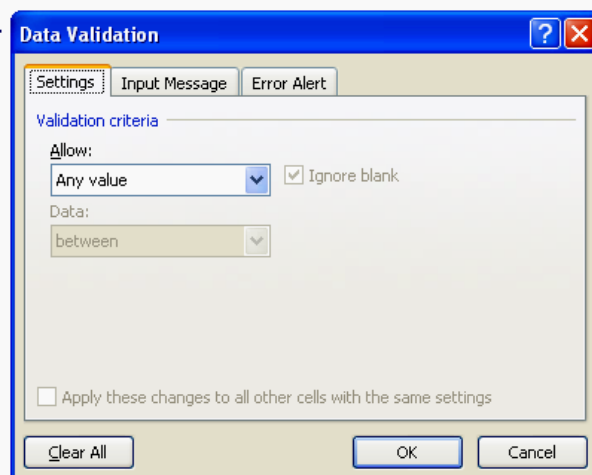 Data Validation
Settings Input Message Error Alert
Validation criteria
Allow:
Any value Ignore blank
Data:
between
Apply these changes to all other cells with the same settings
Clear All OK Cancel